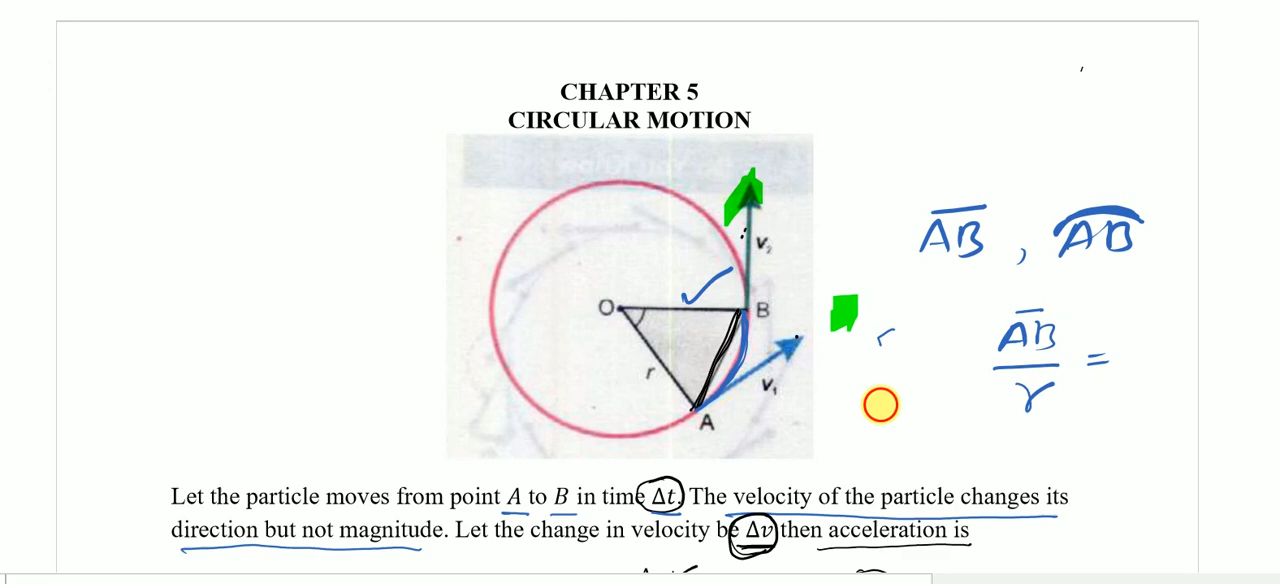 CHAPTER 5
CIRCULAR MOTION
v₂
O
B
r
v₁
A
AB , AB
AB
r =
Let the particle moves from point A to B in time Δt. The velocity of the particle changes its
direction but not magnitude. Let the change in velocity be Δv then acceleration is